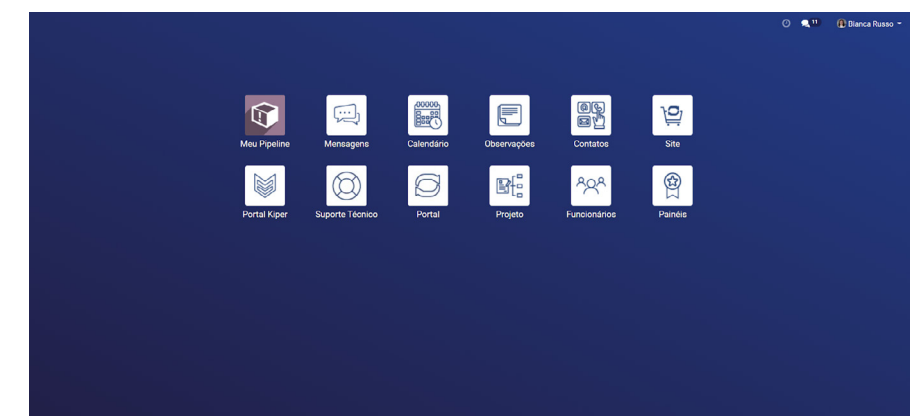 11 Bianca Russo
Meu Pipeline Mensagens Calendário Observações Contatos Site
Portal Kiper Suporte Técnico Portal Projeto Funcionários Painéis